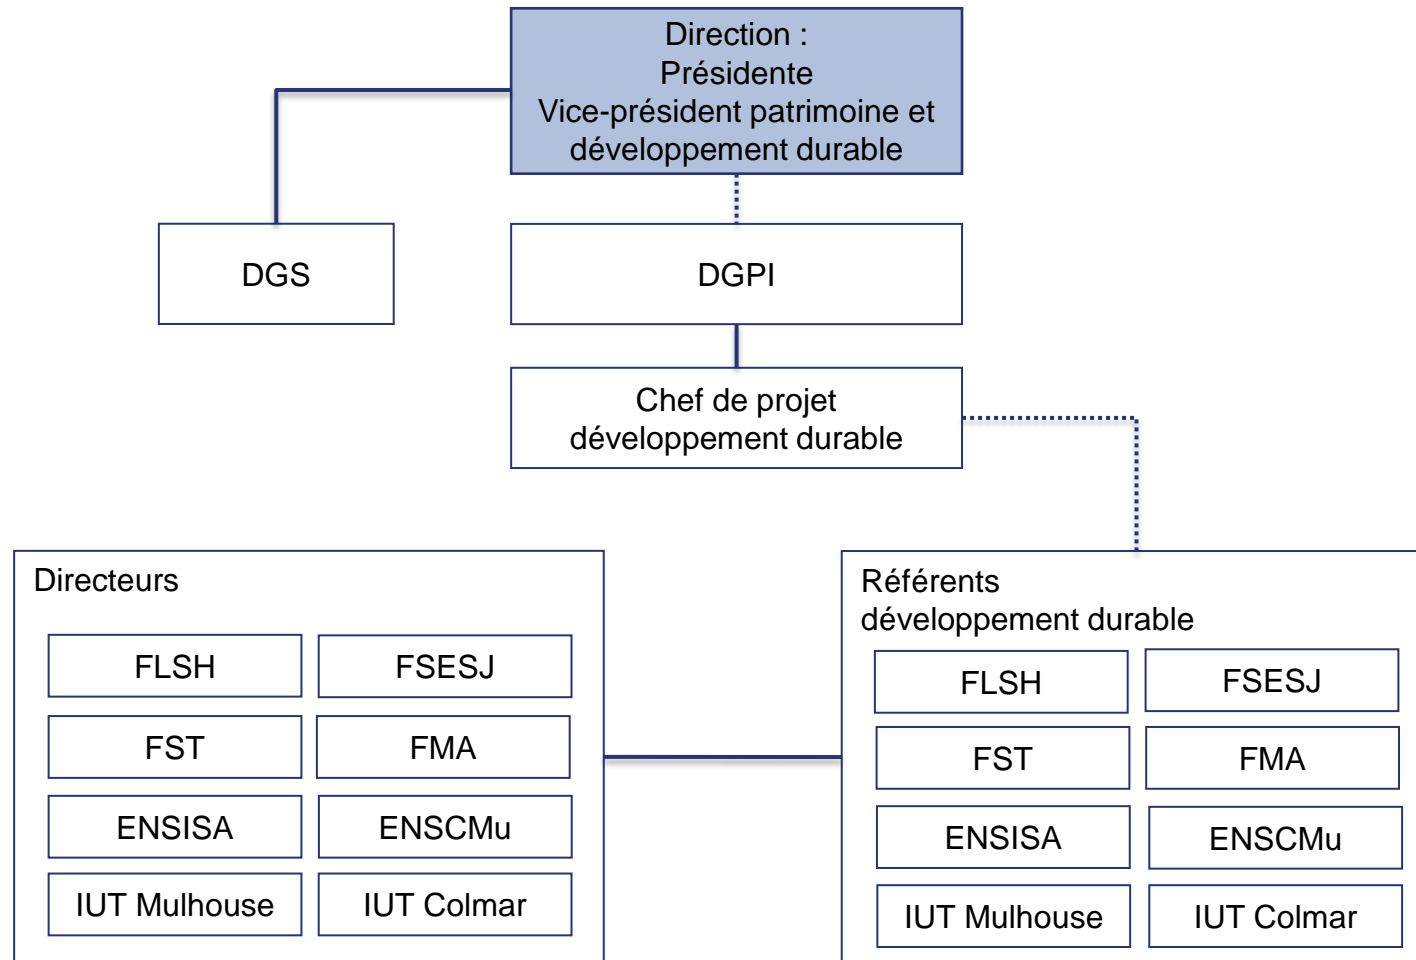 Direction :
Présidente
Vice-président patrimoine et
développement durable
DGS
DGPI
Chef de projet
développement durable
Directeurs
FLSH
FSESJ
FST
FMA
ENSISA
ENSCMu
IUT Mulhouse
IUT Colmar
Référents
développement durable
FLSH
FSESJ
FST
FMA
ENSISA
ENSCMu
IUT Mulhouse
IUT Colmar